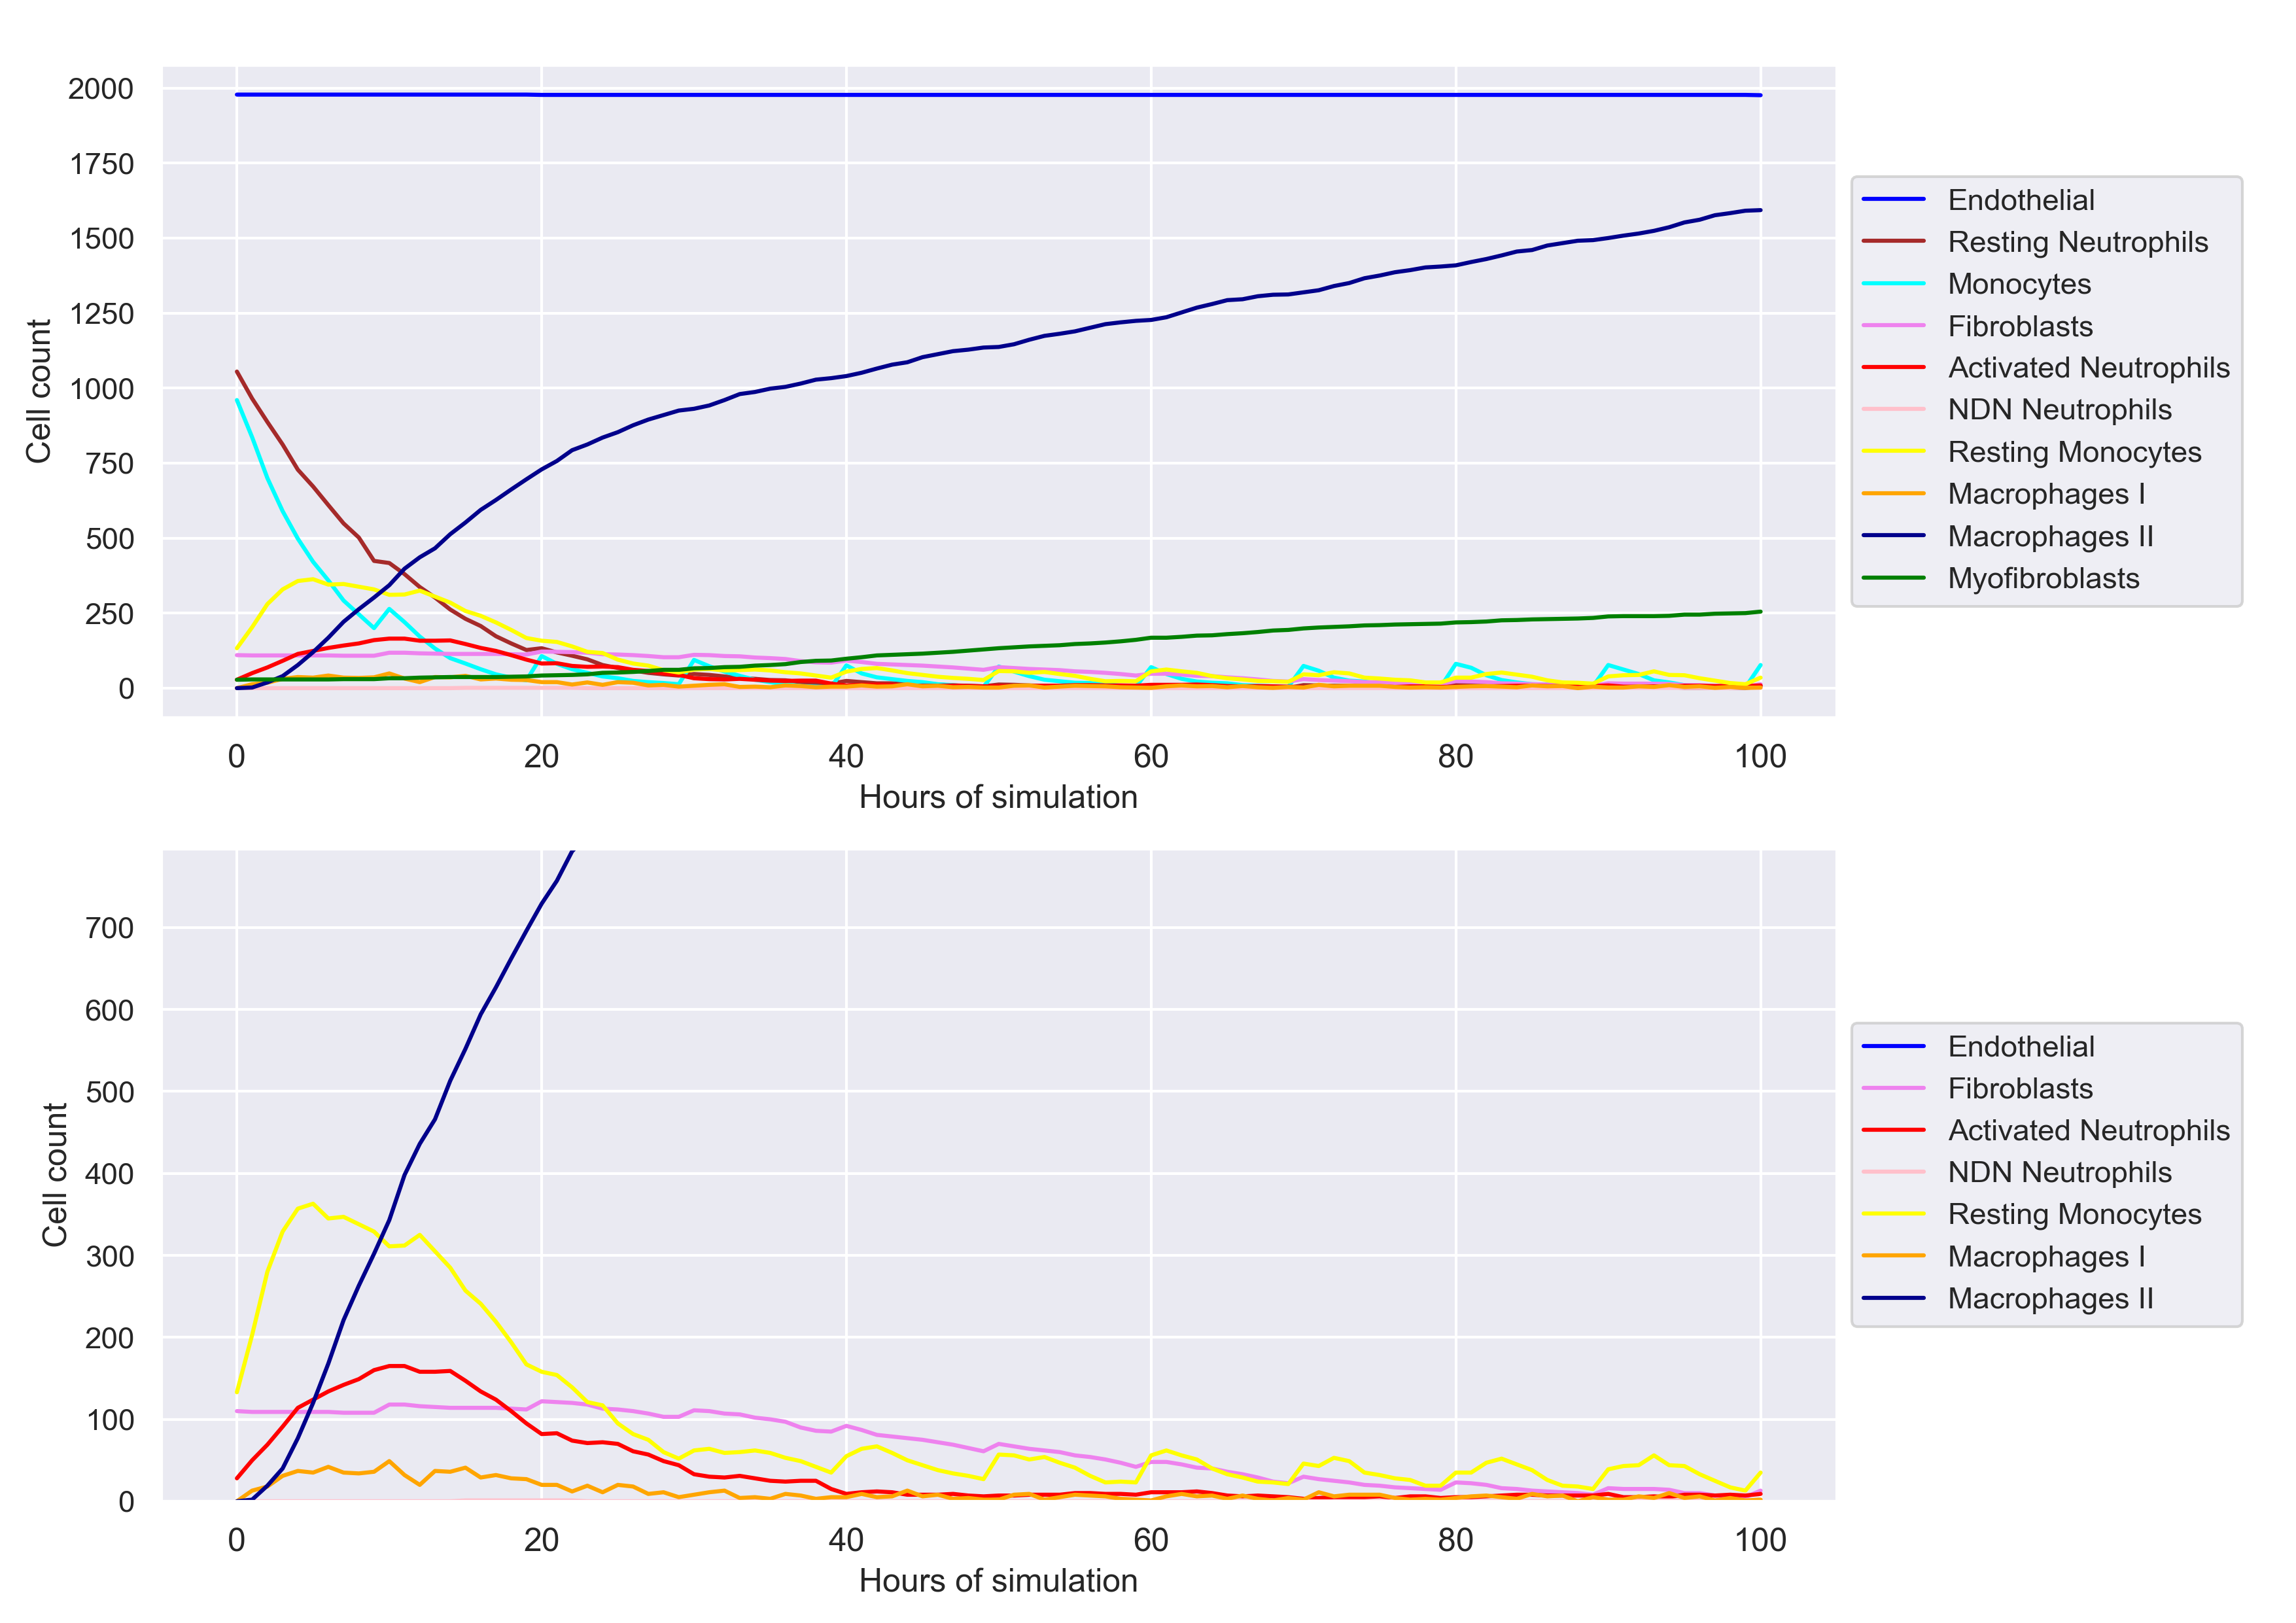 2000
1750
1500
1250
1000
750
500
250
0
Cell count
0 20 40 60 80 100
Hours of simulation
Endothelial
Resting Neutrophils
Monocytes
Fibroblasts
Activated Neutrophils
NDN Neutrophils
Resting Monocytes
Macrophages I
Macrophages II
Myofibroblasts
700
600
500
400
300
200
100
0
Cell count
0 20 40 60 80 100
Hours of simulation
Endothelial
Fibroblasts
Activated Neutrophils
NDN Neutrophils
Resting Monocytes
Macrophages I
Macrophages II